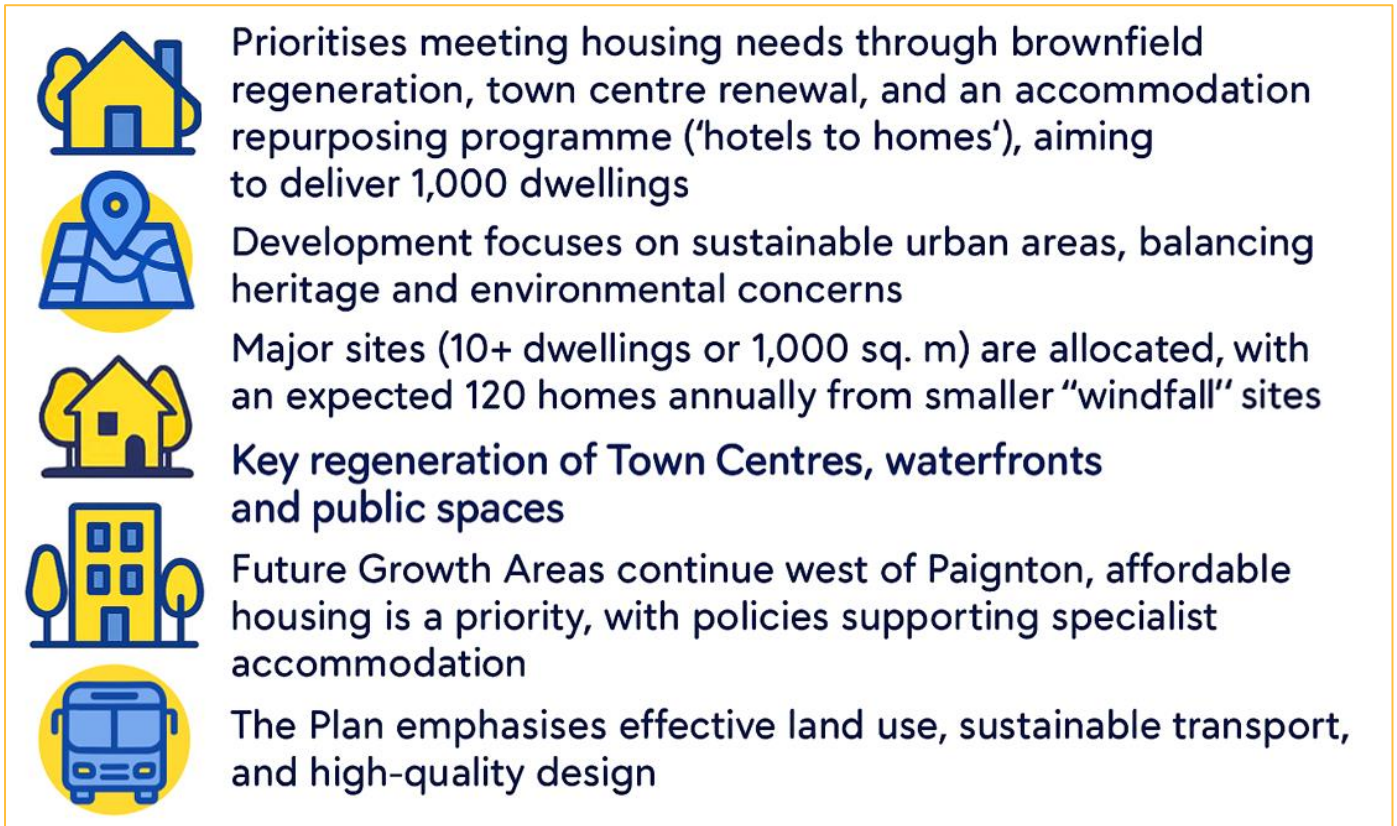 Prioritises meeting housing needs through brownfield
regeneration, town centre renewal, and an accommodation
repurposing programme (‘hotels to homes‘), aiming
to deliver 1,000 dwellings
Development focuses on sustainable urban areas, balancing
heritage and environmental concerns
Major sites (10+ dwellings or 1,000 sq. m) are allocated, with
an expected 120 homes annually from smaller “windfall” sites
Key regeneration of Town Centres, waterfronts
and public spaces
Future Growth Areas continue west of Paignton, affordable
housing is a priority, with policies supporting specialist
accommodation
The Plan emphasises effective land use, sustainable transport,
and high-quality design